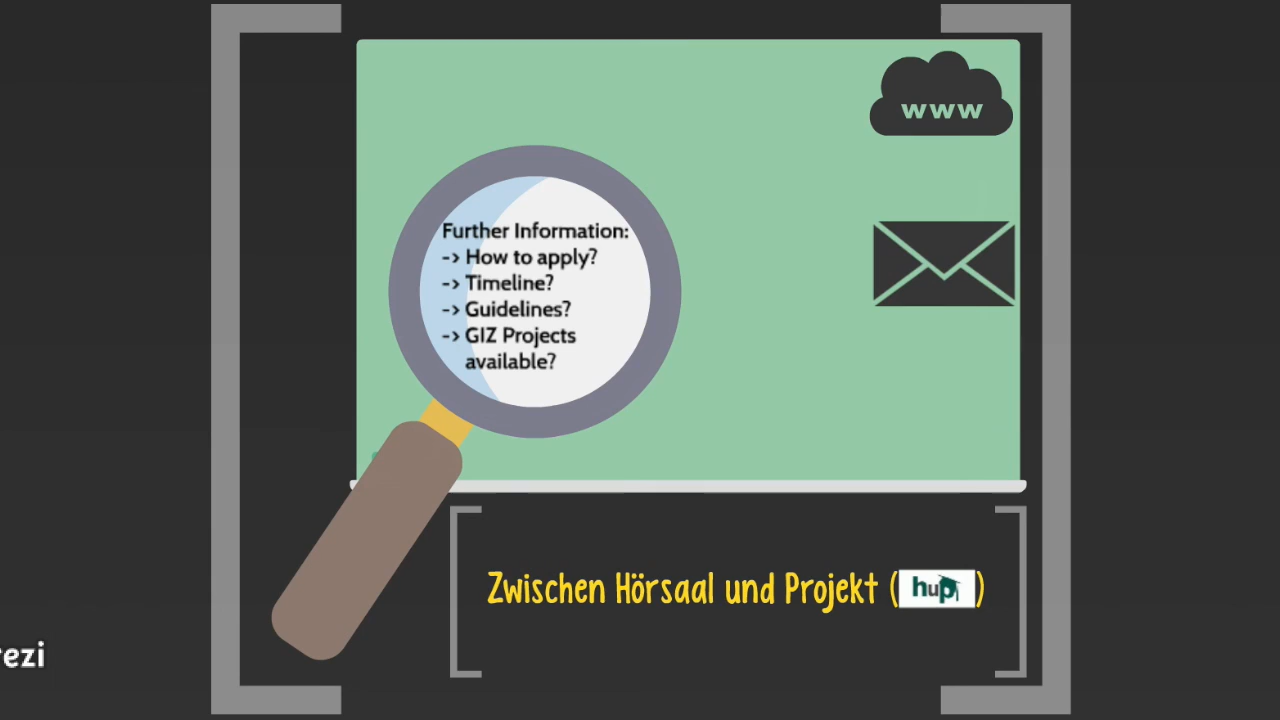 www
Further Information:
-> How to apply?
-> Timeline?
-> Guidelines?
-> GIZ Projects
available?
Zwischen Hörsaal und Projekt (hup)
rezi